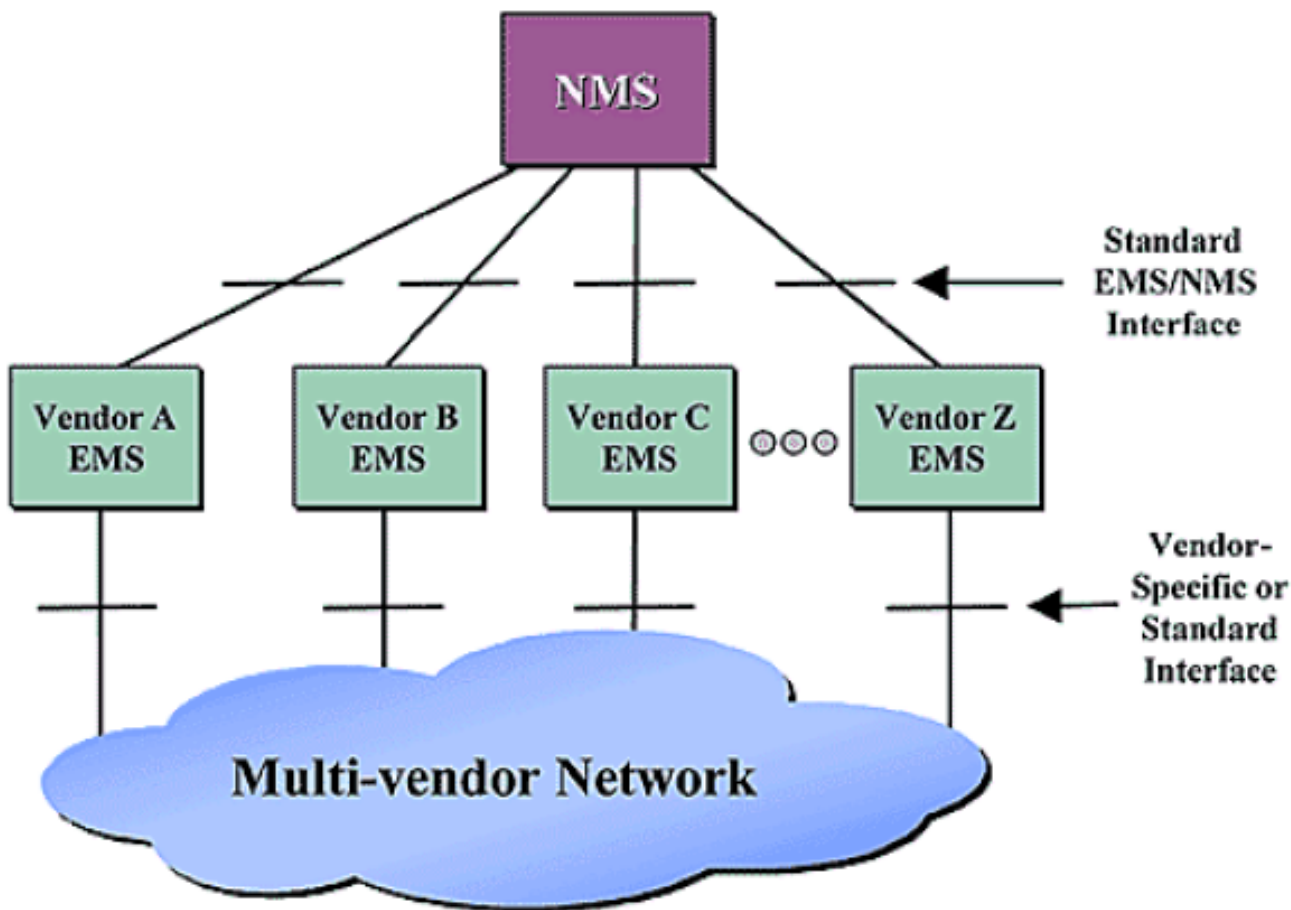 NMS
Standard
EMS/NMS
Interface
Vendor A
EMS
Vendor B
EMS
Vendor C
EMS
Vendor Z
EMS
Vendor-
Specific or
Standard
Interface
Multi-vendor Network